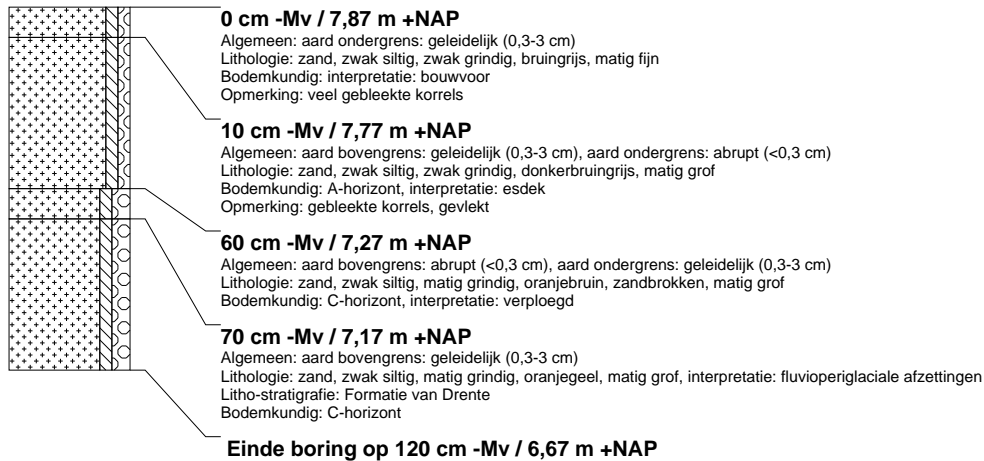 0 cm -Mv / 7,87 m +NAP
Algemeen: aard ondergrens: geleidelijk (0,3-3 cm)
Lithologie: zand, zwak siltig, zwak grindig, bruingrijs, matig fijn
Bodemkundig: interpretatie: bouwvoor
Opmerking: veel gebleekte korrels
10 cm -Mv / 7,77 m +NAP
Algemeen: aard bovengrens: geleidelijk (0,3-3 cm), aard ondergrens: abrupt (<0,3 cm)
Lithologie: zand, zwak siltig, zwak grindig, donkerbruingrijs, matig grof
Bodemkundig: A-horizont, interpretatie: esdek
Opmerking: gebleekte korrels, gevlekt
60 cm -Mv / 7,27 m +NAP
Algemeen: aard bovengrens: abrupt (<0,3 cm), aard ondergrens: geleidelijk (0,3-3 cm)
Lithologie: zand, zwak siltig, matig grindig, oranjebruin, zandbrokken, matig grof
Bodemkundig: C-horizont, interpretatie: verploegd
70 cm -Mv / 7,17 m +NAP
Algemeen: aard bovengrens: geleidelijk (0,3-3 cm)
Lithologie: zand, zwak siltig, matig grindig, oranjegeel, matig grof, interpretatie: fluvioperiglaciale afzettingen
Litho-stratigrafie: Formatie van Drente
Bodemkundig: C-horizont
Einde boring op 120 cm -Mv / 6,67 m +NAP